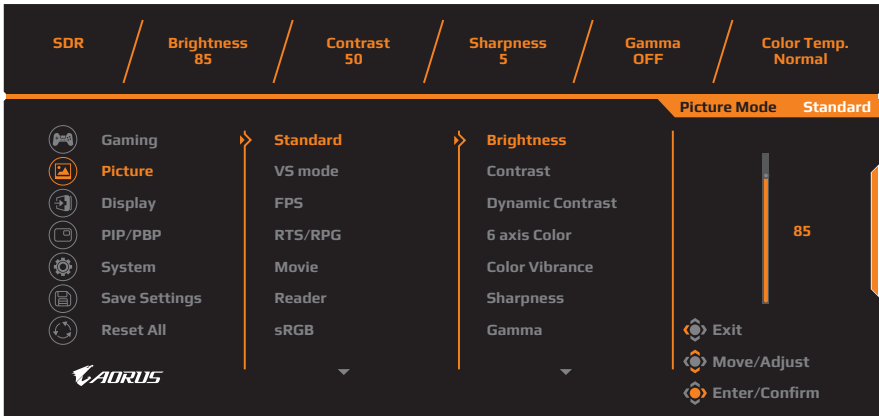 SDR
Brightness
85
Contrast
50
Sharpness
5
Gamma
OFF
Color Temp.
Normal
Picture Mode Standard
Gaming
Picture
Display
PIP/PBP
System
Save Settings
Reset All
Standard
VS mode
FPS
RTS/RPG
Movie
Reader
sRGB
Brightness
Contrast
Dynamic Contrast
6 axis Color
Color Vibrance
Sharpness
Gamma
85
Exit
Move/Adjust
Enter/Confirm
AORUS